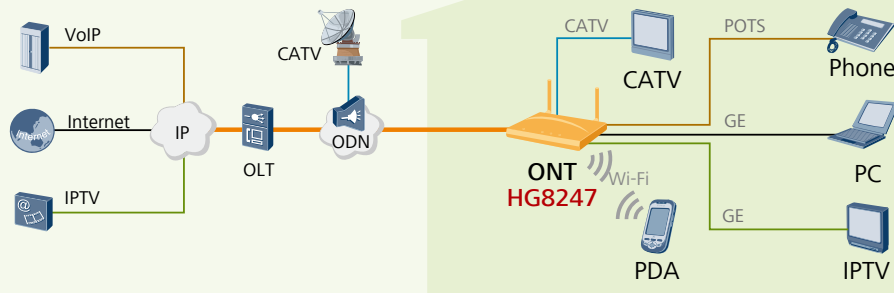 VoIP
Internet
Internet
IPTV
IP
OLT
CATV
ODN
CATV
CATV
POTS
Phone
GE
PC
ONT
HG8247
Wi-Fi
PDA
GE
IPTV